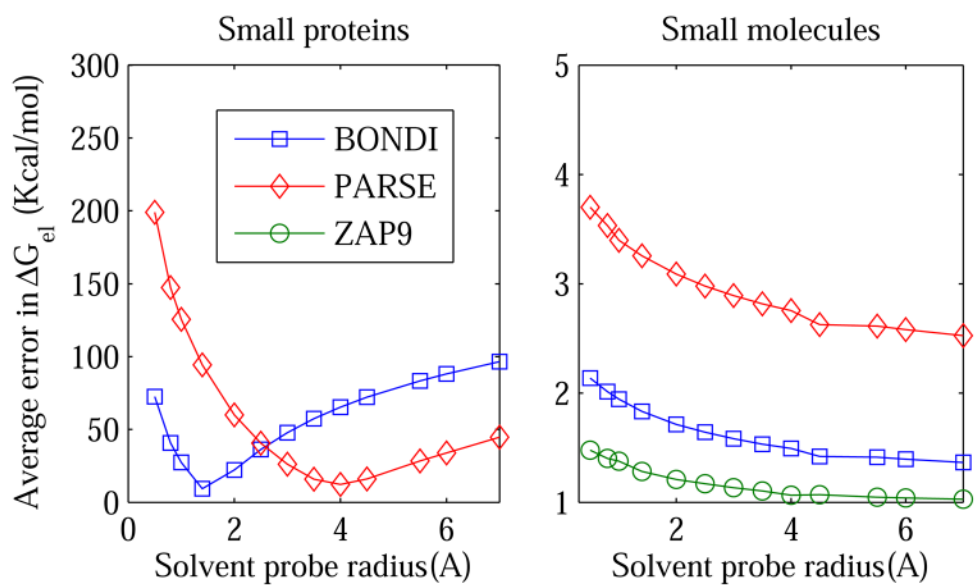 Small proteins
Small molecules
Average error in ΔG_el (Kcal/mol)
300
250
200
150
100
50
0
BONDI
PARSE
ZAP9
0 2 4 6
Solvent probe radius(A)
5
4
3
2
1
2 4 6
Solvent probe radius(A)